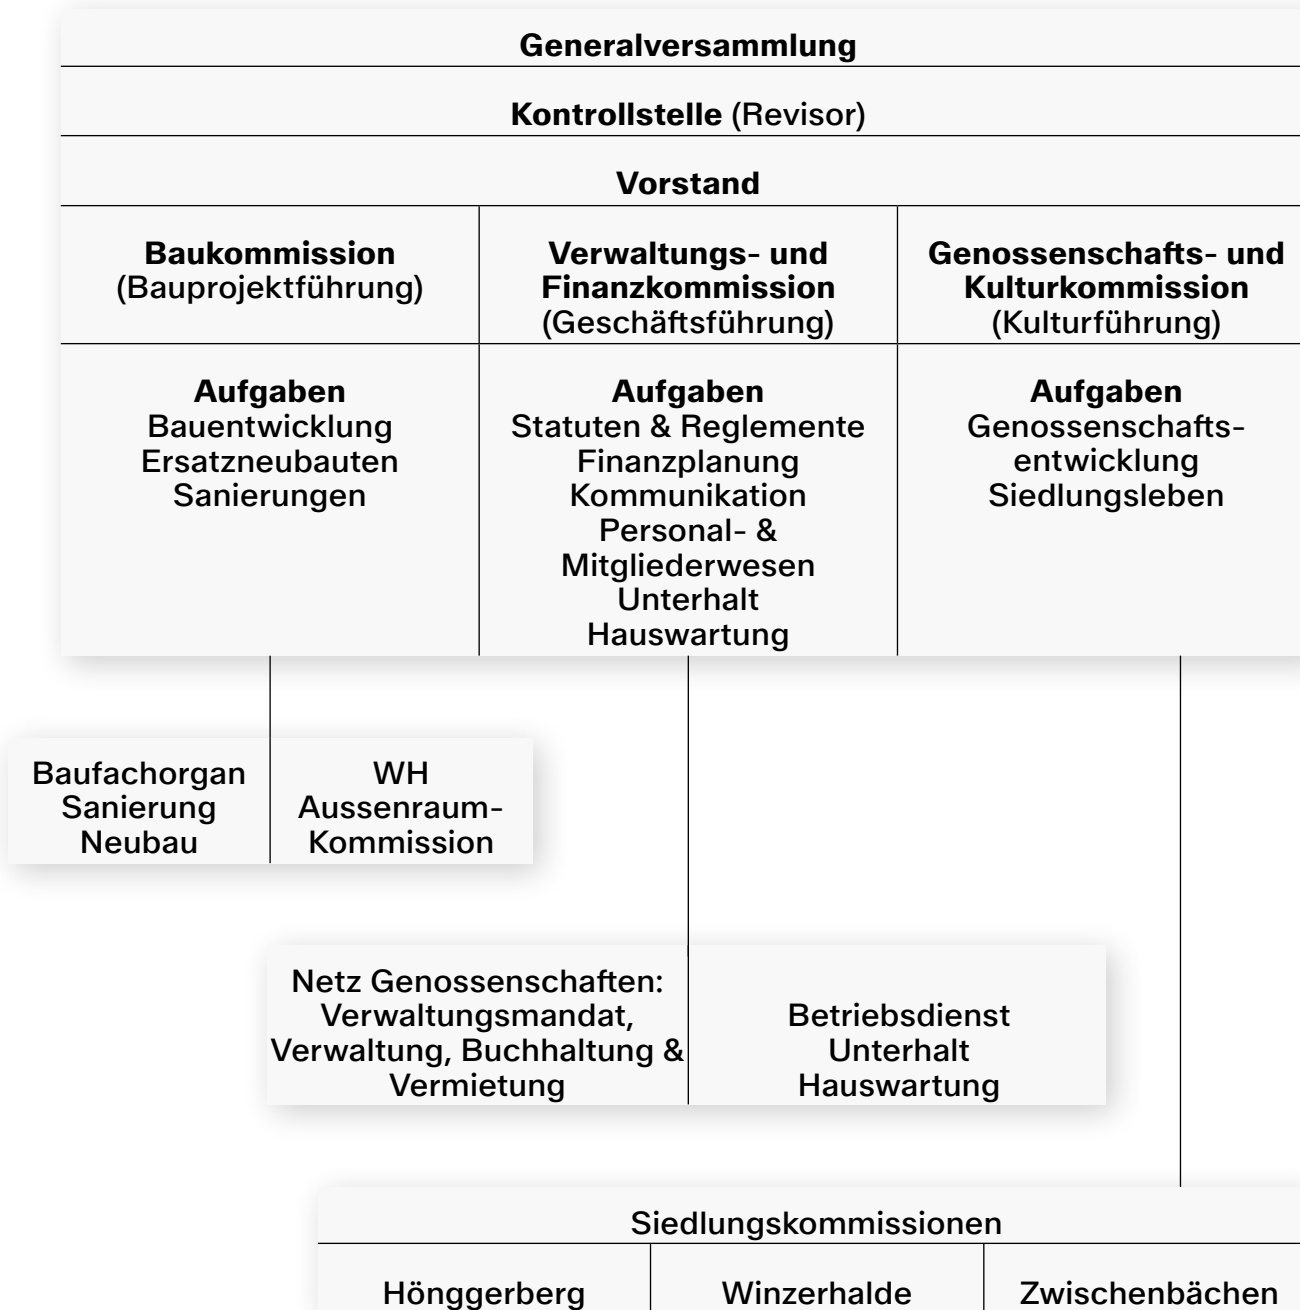 Generalversammlung
Kontrollstelle (Revisor)
Vorstand
Baukommission
(Bauprojektführung)
Verwaltungs- und
Finanzkommission
(Geschäftsführung)
Genossenschafts- und
Kulturkommission
(Kulturführung)
Aufgaben
Bauentwicklung
Ersatzneubauten
Sanierungen
Aufgaben
Statuten & Reglemente
Finanzplanung
Kommunikation
Personal- &
Mitgliederwesen
Unterhalt
Hauswartung
Aufgaben
Genossenschafts-
entwicklung
Siedlungsleben
Baufachorgan
Sanierung
Neubau
WH
Aussenraum-
Kommission
Netz Genossenschaften:
Verwaltungsmandat,
Verwaltung, Buchhaltung &
Vermietung
Betriebsdienst
Unterhalt
Hauswartung
Siedlungskommissionen
Hönggerberg
Winzerhalde
Zwischenbächen